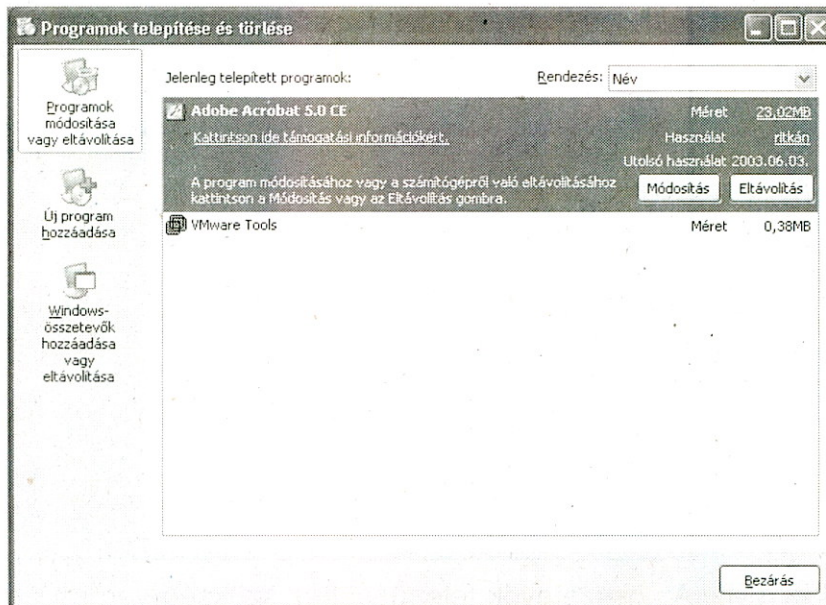 Programok telepítése és törlése
Programok
módosítása
vagy eltávolítása
Új program
hozzáadása
Windows-
összetevők
hozzáadása
vagy
eltávolítása
Jelenleg telepített programok:
Rendezés: Név
Adobe Acrobat 5.0 CE
Méret 23,02MB
Kattintson ide támogatási információkért.
Használat ritkán
Utolsó használat 2003.06.03.
A program módosításához vagy a számítógépről való eltávolításához
kattintson a Módosítás vagy az Eltávolítás gombra.
Módosítás
Eltávolítás
VMware Tools
Méret 0,38MB
Bezárás